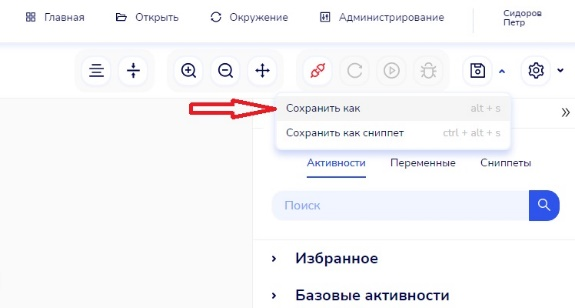 Главная Открыть Окружение Администрирование Сидоров
Петр
Сохранить как alt + s
Сохранить как сниппет ctrl + alt + s
Активности Переменные Сниппеты
Поиск
Избранное
Базовые активности